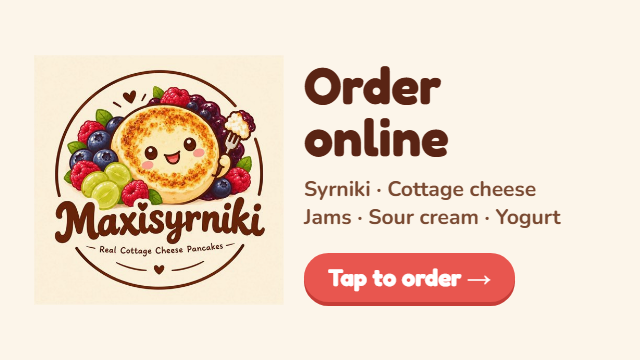 Maxisyrniki
Real Cottage Cheese Pancakes
Order
online
Syrniki · Cottage cheese
Jams · Sour cream · Yogurt
Tap to order →